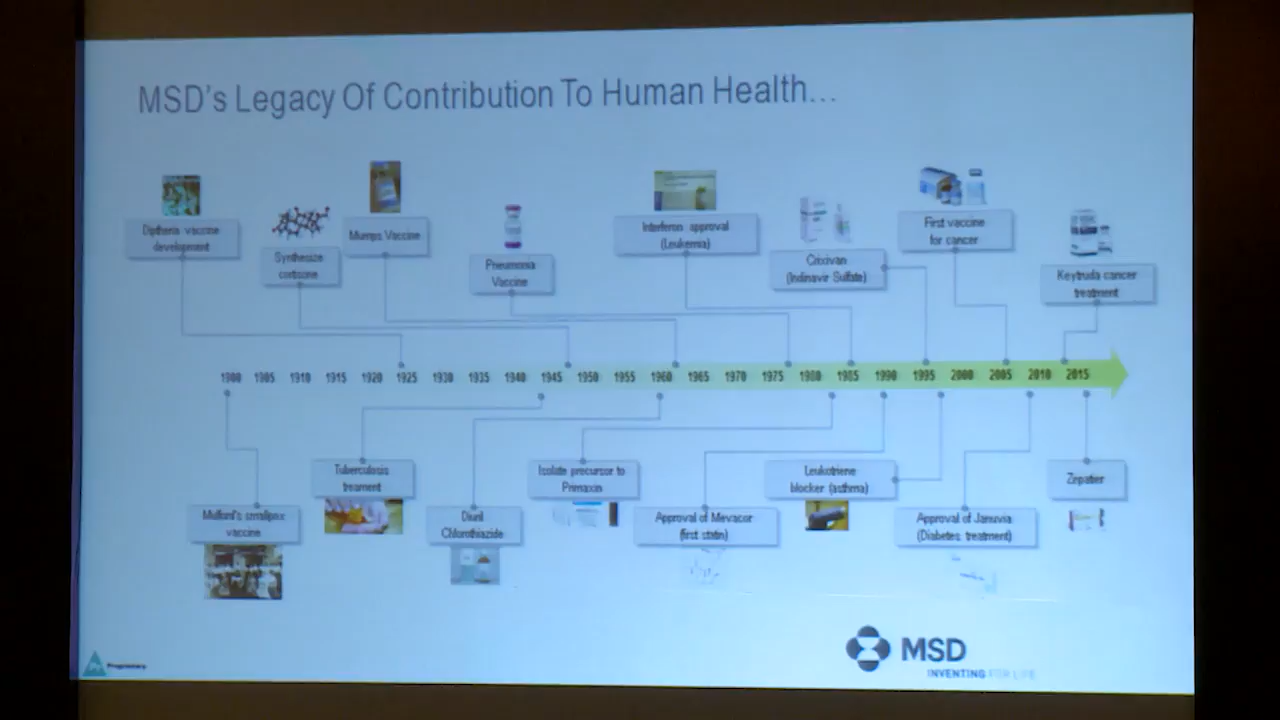 MSD's Legacy Of Contribution To Human Health...
Diptheria vaccine
development
Synthesize
cortisone
Mumps Vaccine
Pneumonia
Vaccine
Interferon approval
(Leukemia)
Crixivan
(Indinavir Sulfate)
First vaccine
for cancer
Keytruda cancer
treatment
1900 1905 1910 1915 1920 1925 1930 1935 1940 1945 1950 1955 1960 1965 1970 1975 1980 1985 1990 1995 2000 2005 2010 2015
Mulford's smallpox
vaccine
Tuberculosis
treament
Diuril
Chlorothiazide
Isolate precursor to
Primaxin
Approval of Mevacor
(first statin)
Leukotriene
blocker (asthma)
Approval of Januvia
(Diabetes treatment)
Zepatier
Proprietary
MSD
INVENTING FOR LIFE